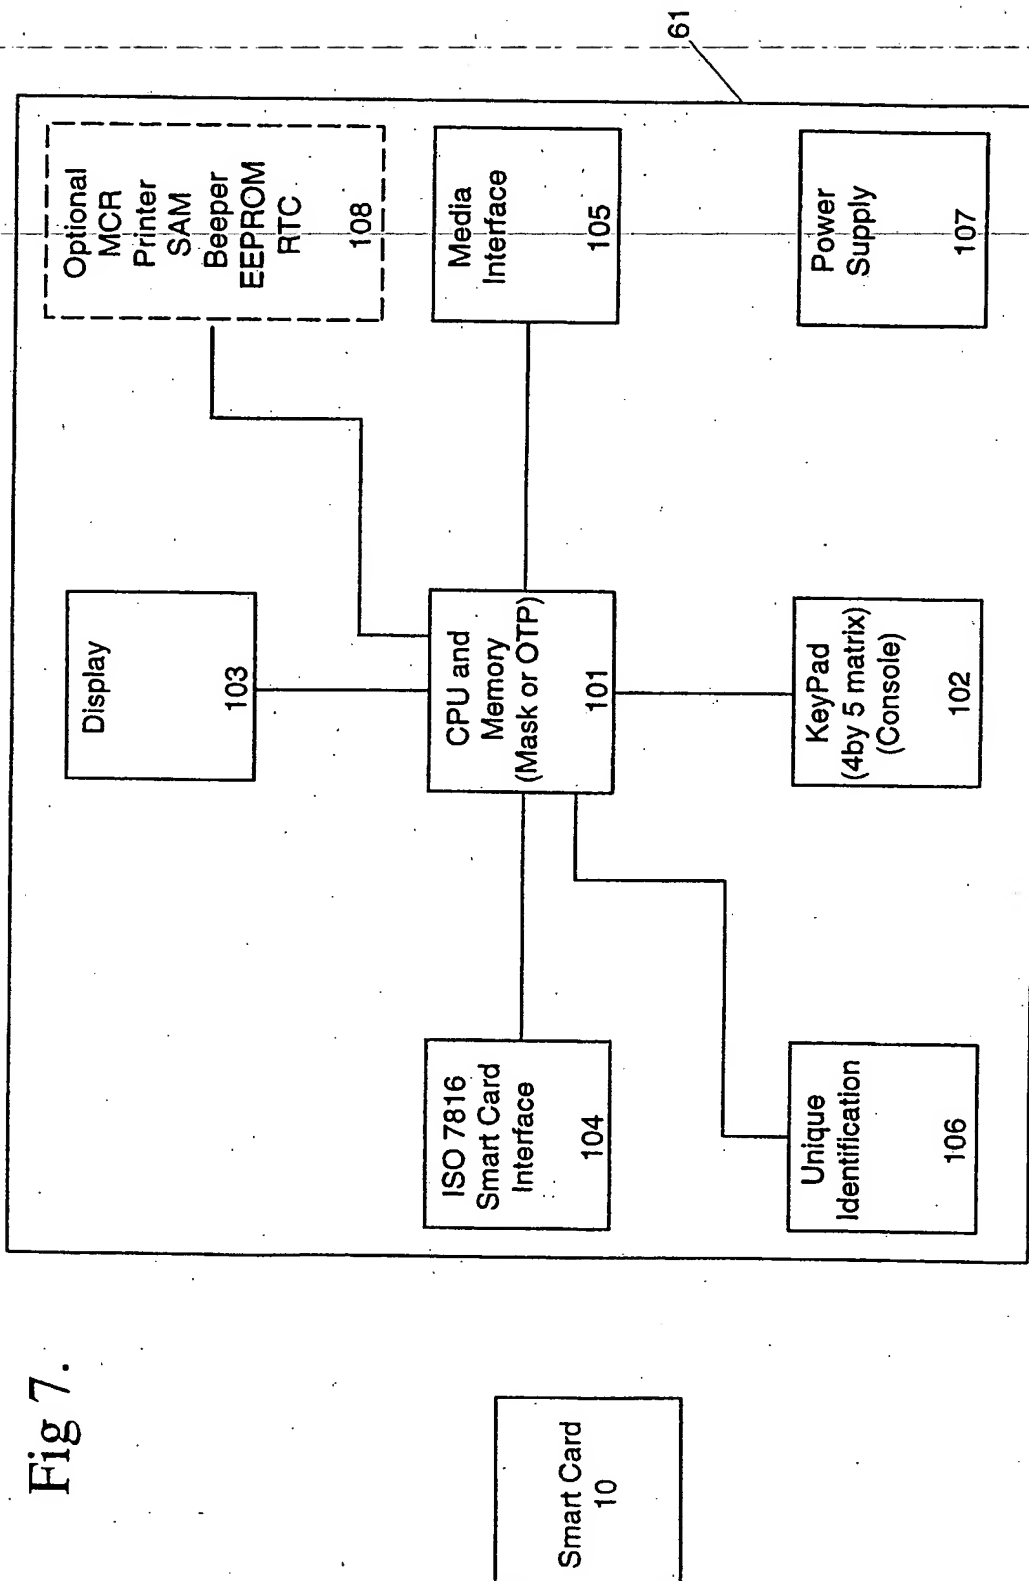 Fig 7.
61
Display
103
Optional
MCR
Printer
SAM
Beeper
EEPROM
RTC
108
Smart Card
10
ISO 7816
Smart Card
Interface
104
CPU and
Memory
(Mask or OTP)
101
Media
Interface
105
Unique
Identification
106
KeyPad
(4by 5 matrix)
(Console)
102
Power
Supply
107